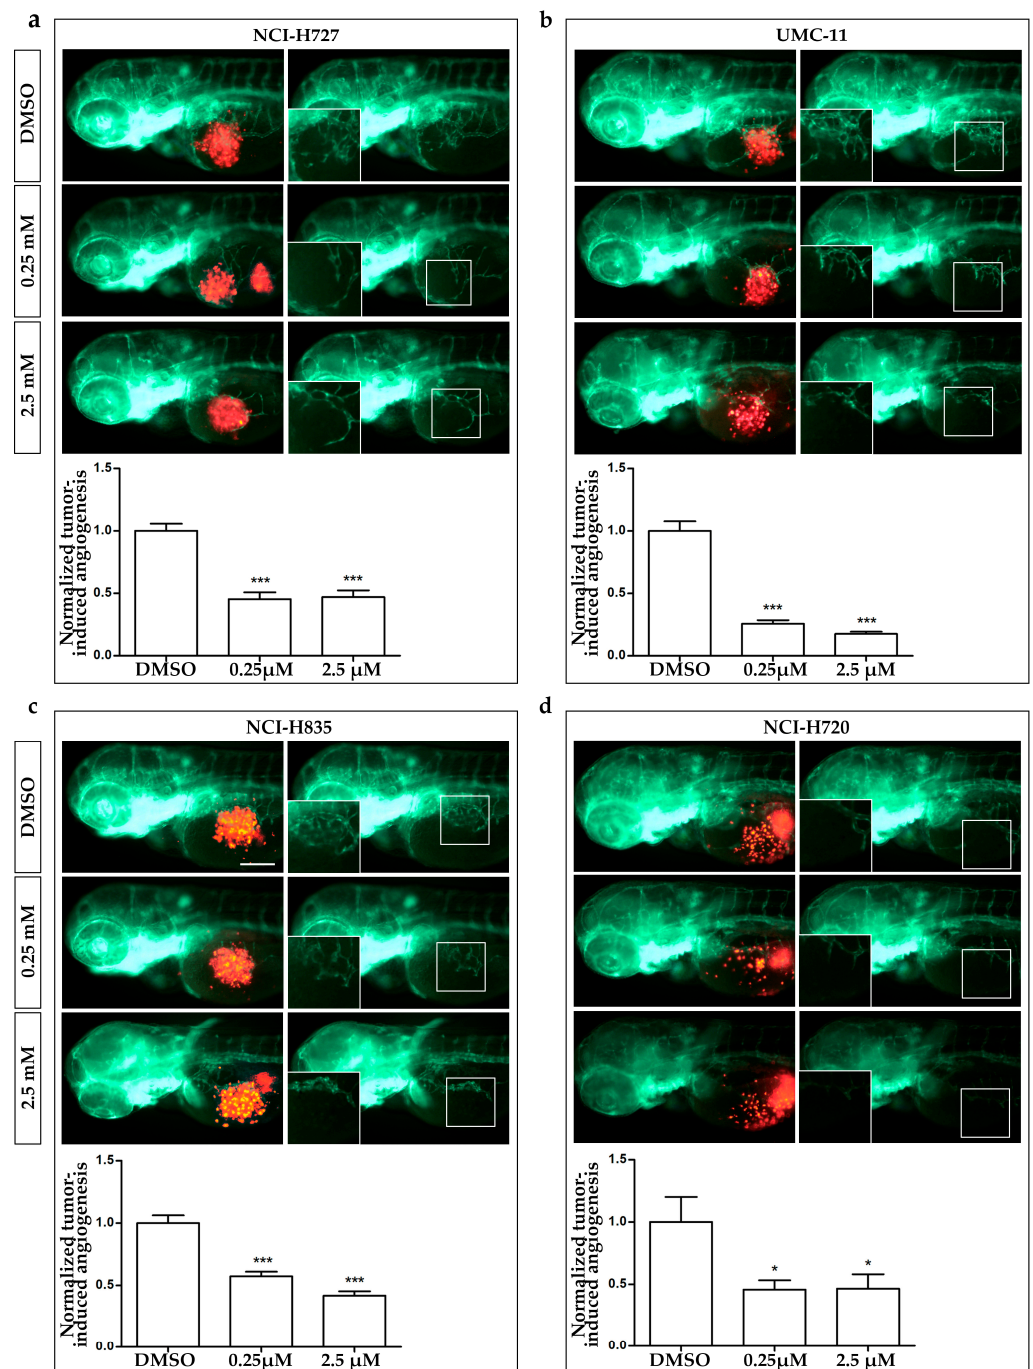 a
NCI-H727
DMSO
0.25 mM
2.5 mM
Normalized tumor-
induced angiogenesis
1.5
1.0
0.5
0.0
***
***
DMSO
0.25μM
2.5 μM
b
UMC-11
Normalized tumor-
induced angiogenesis
1.5
1.0
0.5
0.0
***
***
DMSO
0.25μM
2.5 μM
c
NCI-H835
DMSO
0.25 mM
2.5 mM
Normalized tumor-
induced angiogenesis
1.5
1.0
0.5
0.0
***
***
DMSO
0.25μM
2.5 μM
d
NCI-H720
Normalized tumor-
induced angiogenesis
1.5
1.0
0.5
0.0
*
*
DMSO
0.25μM
2.5 μM